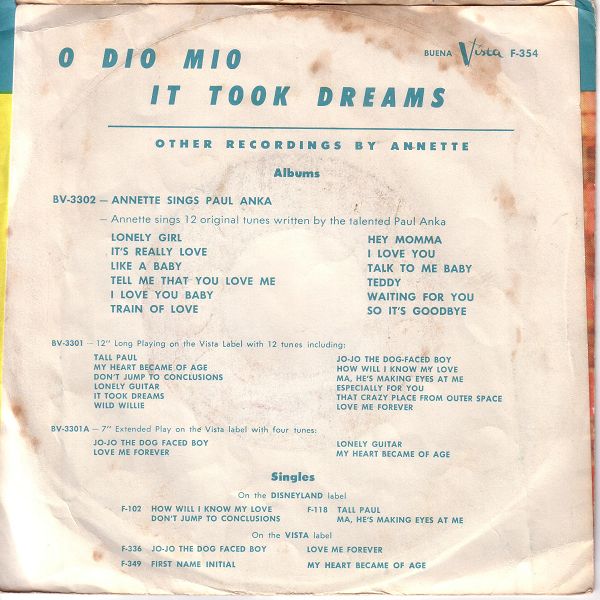 O DIO MIO
BUENA Vista F-354
IT TOOK DREAMS
OTHER RECORDINGS BY ANNETTE
Albums
BV-3302 — ANNETTE SINGS PAUL ANKA
— Annette sings 12 original tunes written by the talented Paul Anka
LONELY GIRL
IT'S REALLY LOVE
LIKE A BABY
TELL ME THAT YOU LOVE ME
I LOVE YOU BABY
TRAIN OF LOVE
HEY MOMMA
I LOVE YOU
TALK TO ME BABY
TEDDY
WAITING FOR YOU
SO IT'S GOODBYE
BV-3301 — 12" Long Playing on the Vista Label with 12 tunes including:
TALL PAUL
MY HEART BECAME OF AGE
DON'T JUMP TO CONCLUSIONS
LONELY GUITAR
IT TOOK DREAMS
WILD WILLIE
JO-JO THE DOG-FACED BOY
HOW WILL I KNOW MY LOVE
MA, HE'S MAKING EYES AT ME
ESPECIALLY FOR YOU
THAT CRAZY PLACE FROM OUTER SPACE
LOVE ME FOREVER
BV-3301A — 7" Extended Play on the Vista label with four tunes:
JO-JO THE DOG FACED BOY
LOVE ME FOREVER
LONELY GUITAR
MY HEART BECAME OF AGE
Singles
On the DISNEYLAND label
F-102 HOW WILL I KNOW MY LOVE
DON'T JUMP TO CONCLUSIONS
F-118 TALL PAUL
MA, HE'S MAKING EYES AT ME
On the VISTA label
F-336 JO-JO THE DOG FACED BOY LOVE ME FOREVER
F-349 FIRST NAME INITIAL MY HEART BECAME OF AGE